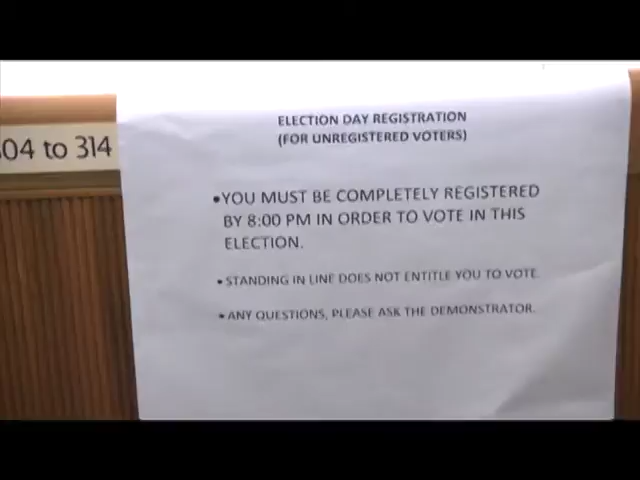 04 to 314
ELECTION DAY REGISTRATION
(FOR UNREGISTERED VOTERS)
•YOU MUST BE COMPLETELY REGISTERED
BY 8:00 PM IN ORDER TO VOTE IN THIS
ELECTION.
•STANDING IN LINE DOES NOT ENTITLE YOU TO VOTE.
•ANY QUESTIONS, PLEASE ASK THE DEMONSTRATOR.